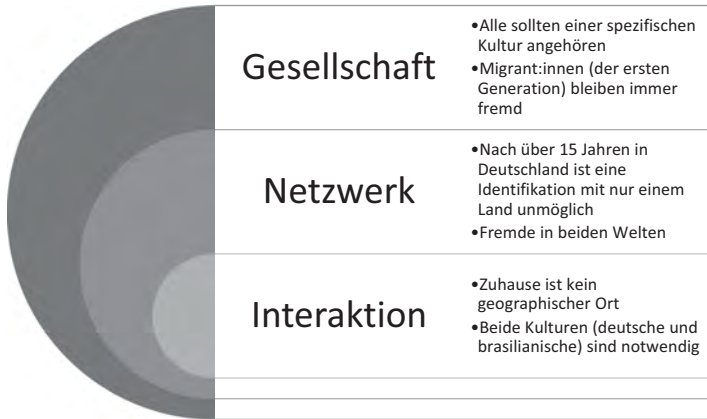 Gesellschaft
•Alle sollten einer spezifischen
Kultur angehören
•Migrant:innen (der ersten
Generation) bleiben immer
fremd
Netzwerk
•Nach über 15 Jahren in
Deutschland ist eine
Identifikation mit nur einem
Land unmöglich
•Fremde in beiden Welten
Interaktion
•Zuhause ist kein
geographischer Ort
•Beide Kulturen (deutsche und
brasilianische) sind notwendig